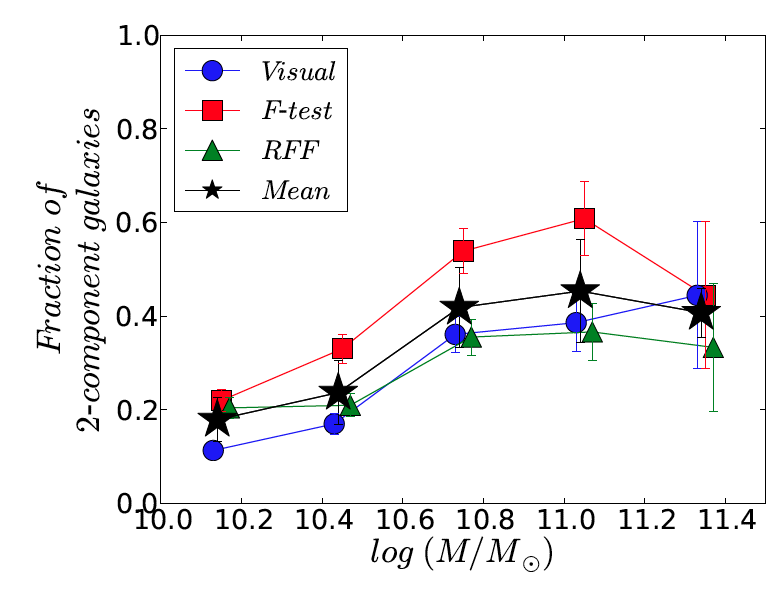 1.0
0.8
0.6
0.4
0.2
0.0
Fraction of
2-component galaxies
Visual
F-test
RFF
Mean
10.0 10.2 10.4 10.6 10.8 11.0 11.2 11.4
log (M/M⊙)